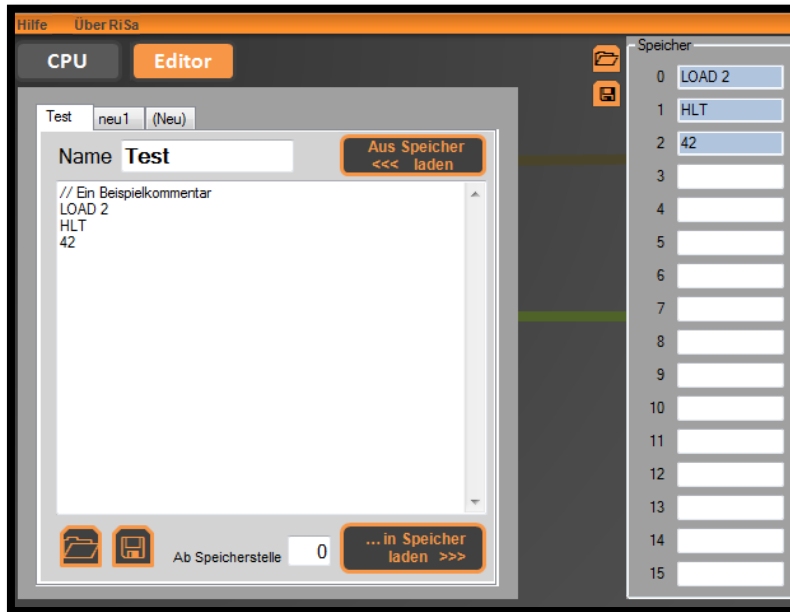 Hilfe Über RiSa
CPU Editor
Test neu1 (Neu)
Name Test
Aus Speicher
<<< laden
// Ein Beispielkommentar
LOAD 2
HLT
42
Ab Speicherstelle 0
...in Speicher
laden >>>
Speicher
0 LOAD 2
1 HLT
2 42
3
4
5
6
7
8
9
10
11
12
13
14
15